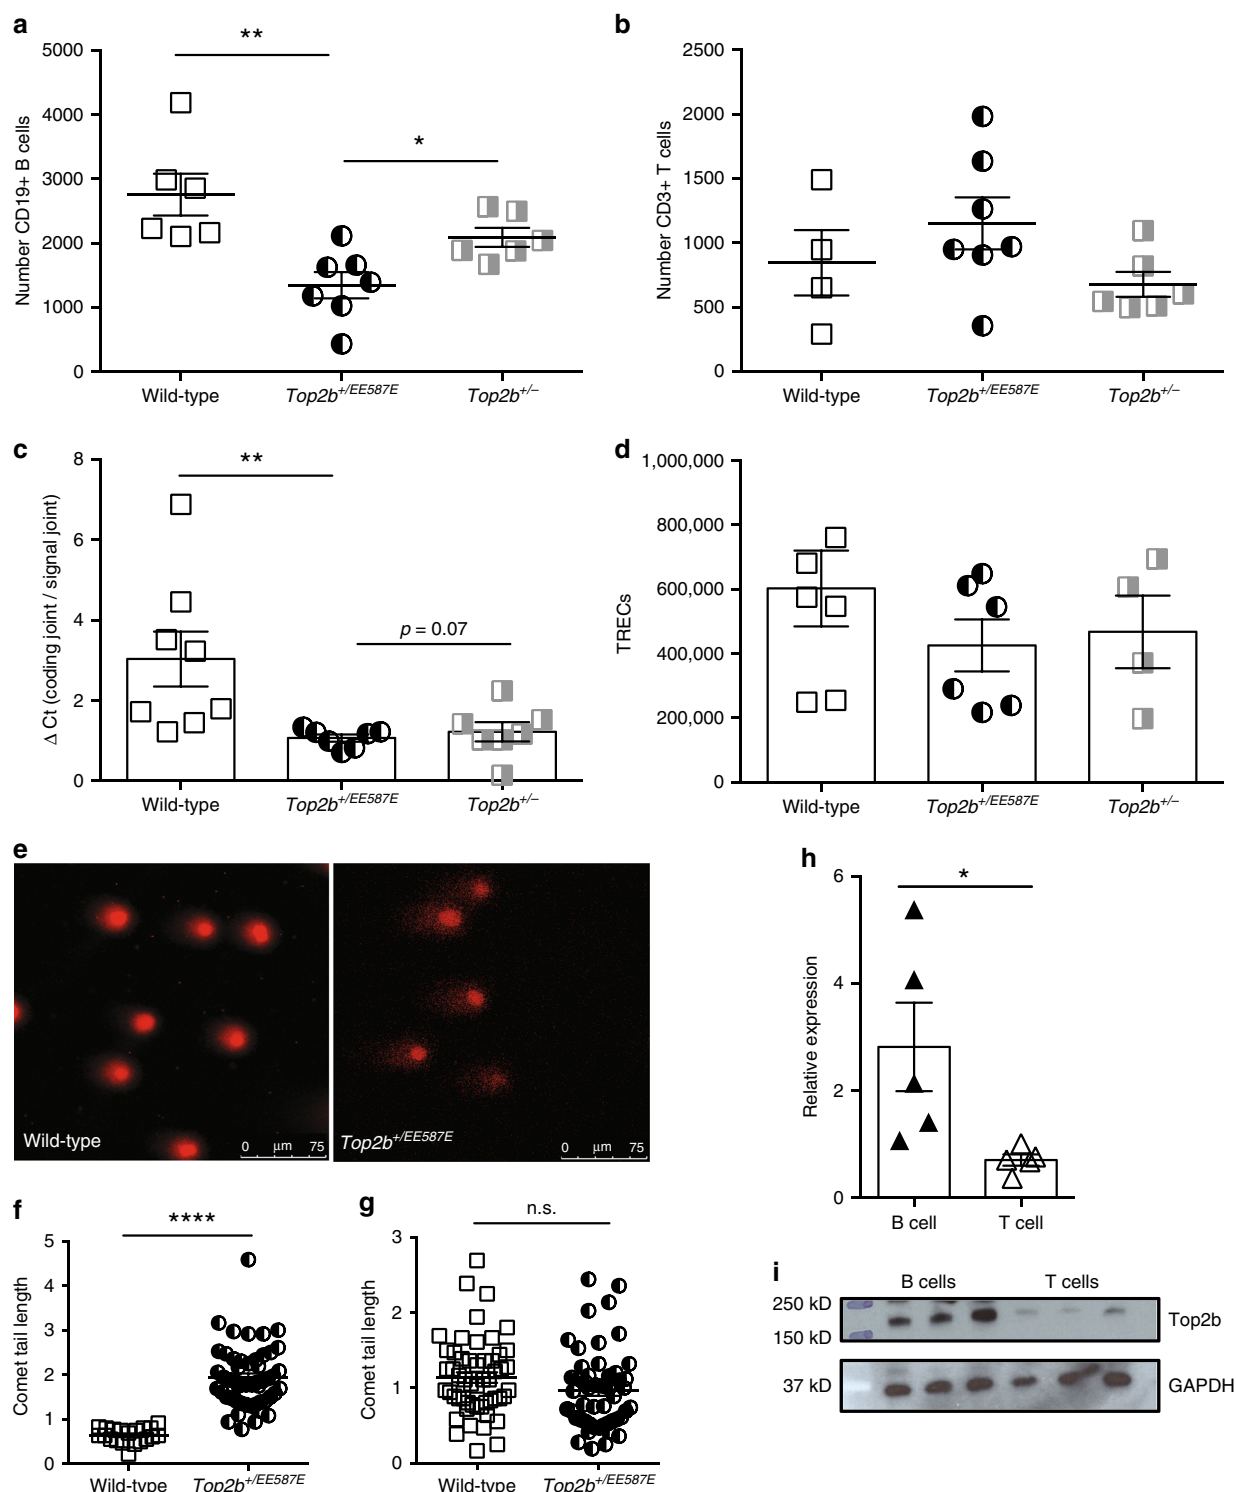 a
**
*
5000
4000
3000
2000
1000
0
Number CD19+ B cells
Wild-type
Top2b+/EE587E
Top2b+/–
b
2500
2000
1500
1000
500
0
Number CD3+ T cells
Wild-type
Top2b+/EE587E
Top2b+/–
c
**
p = 0.07
8
6
4
2
0
Δ Ct (coding joint / signal joint)
Wild-type
Top2b+/EE587E
Top2b+/–
d
1,000,000
800,000
600,000
400,000
200,000
0
TRECs
Wild-type
Top2b+/EE587E
Top2b+/–
e
Wild-type
0 μm 75
Top2b+/EE587E
0 μm 75
h
*
6
4
2
0
Relative expression
B cell
T cell
f
****
5
4
3
2
1
0
Comet tail length
Wild-type
Top2b+/EE587E
g
n.s.
3
2
1
0
Comet tail length
Wild-type
Top2b+/EE587E
i
B cells
T cells
250 kD
150 kD
Top2b
37 kD
GAPDH